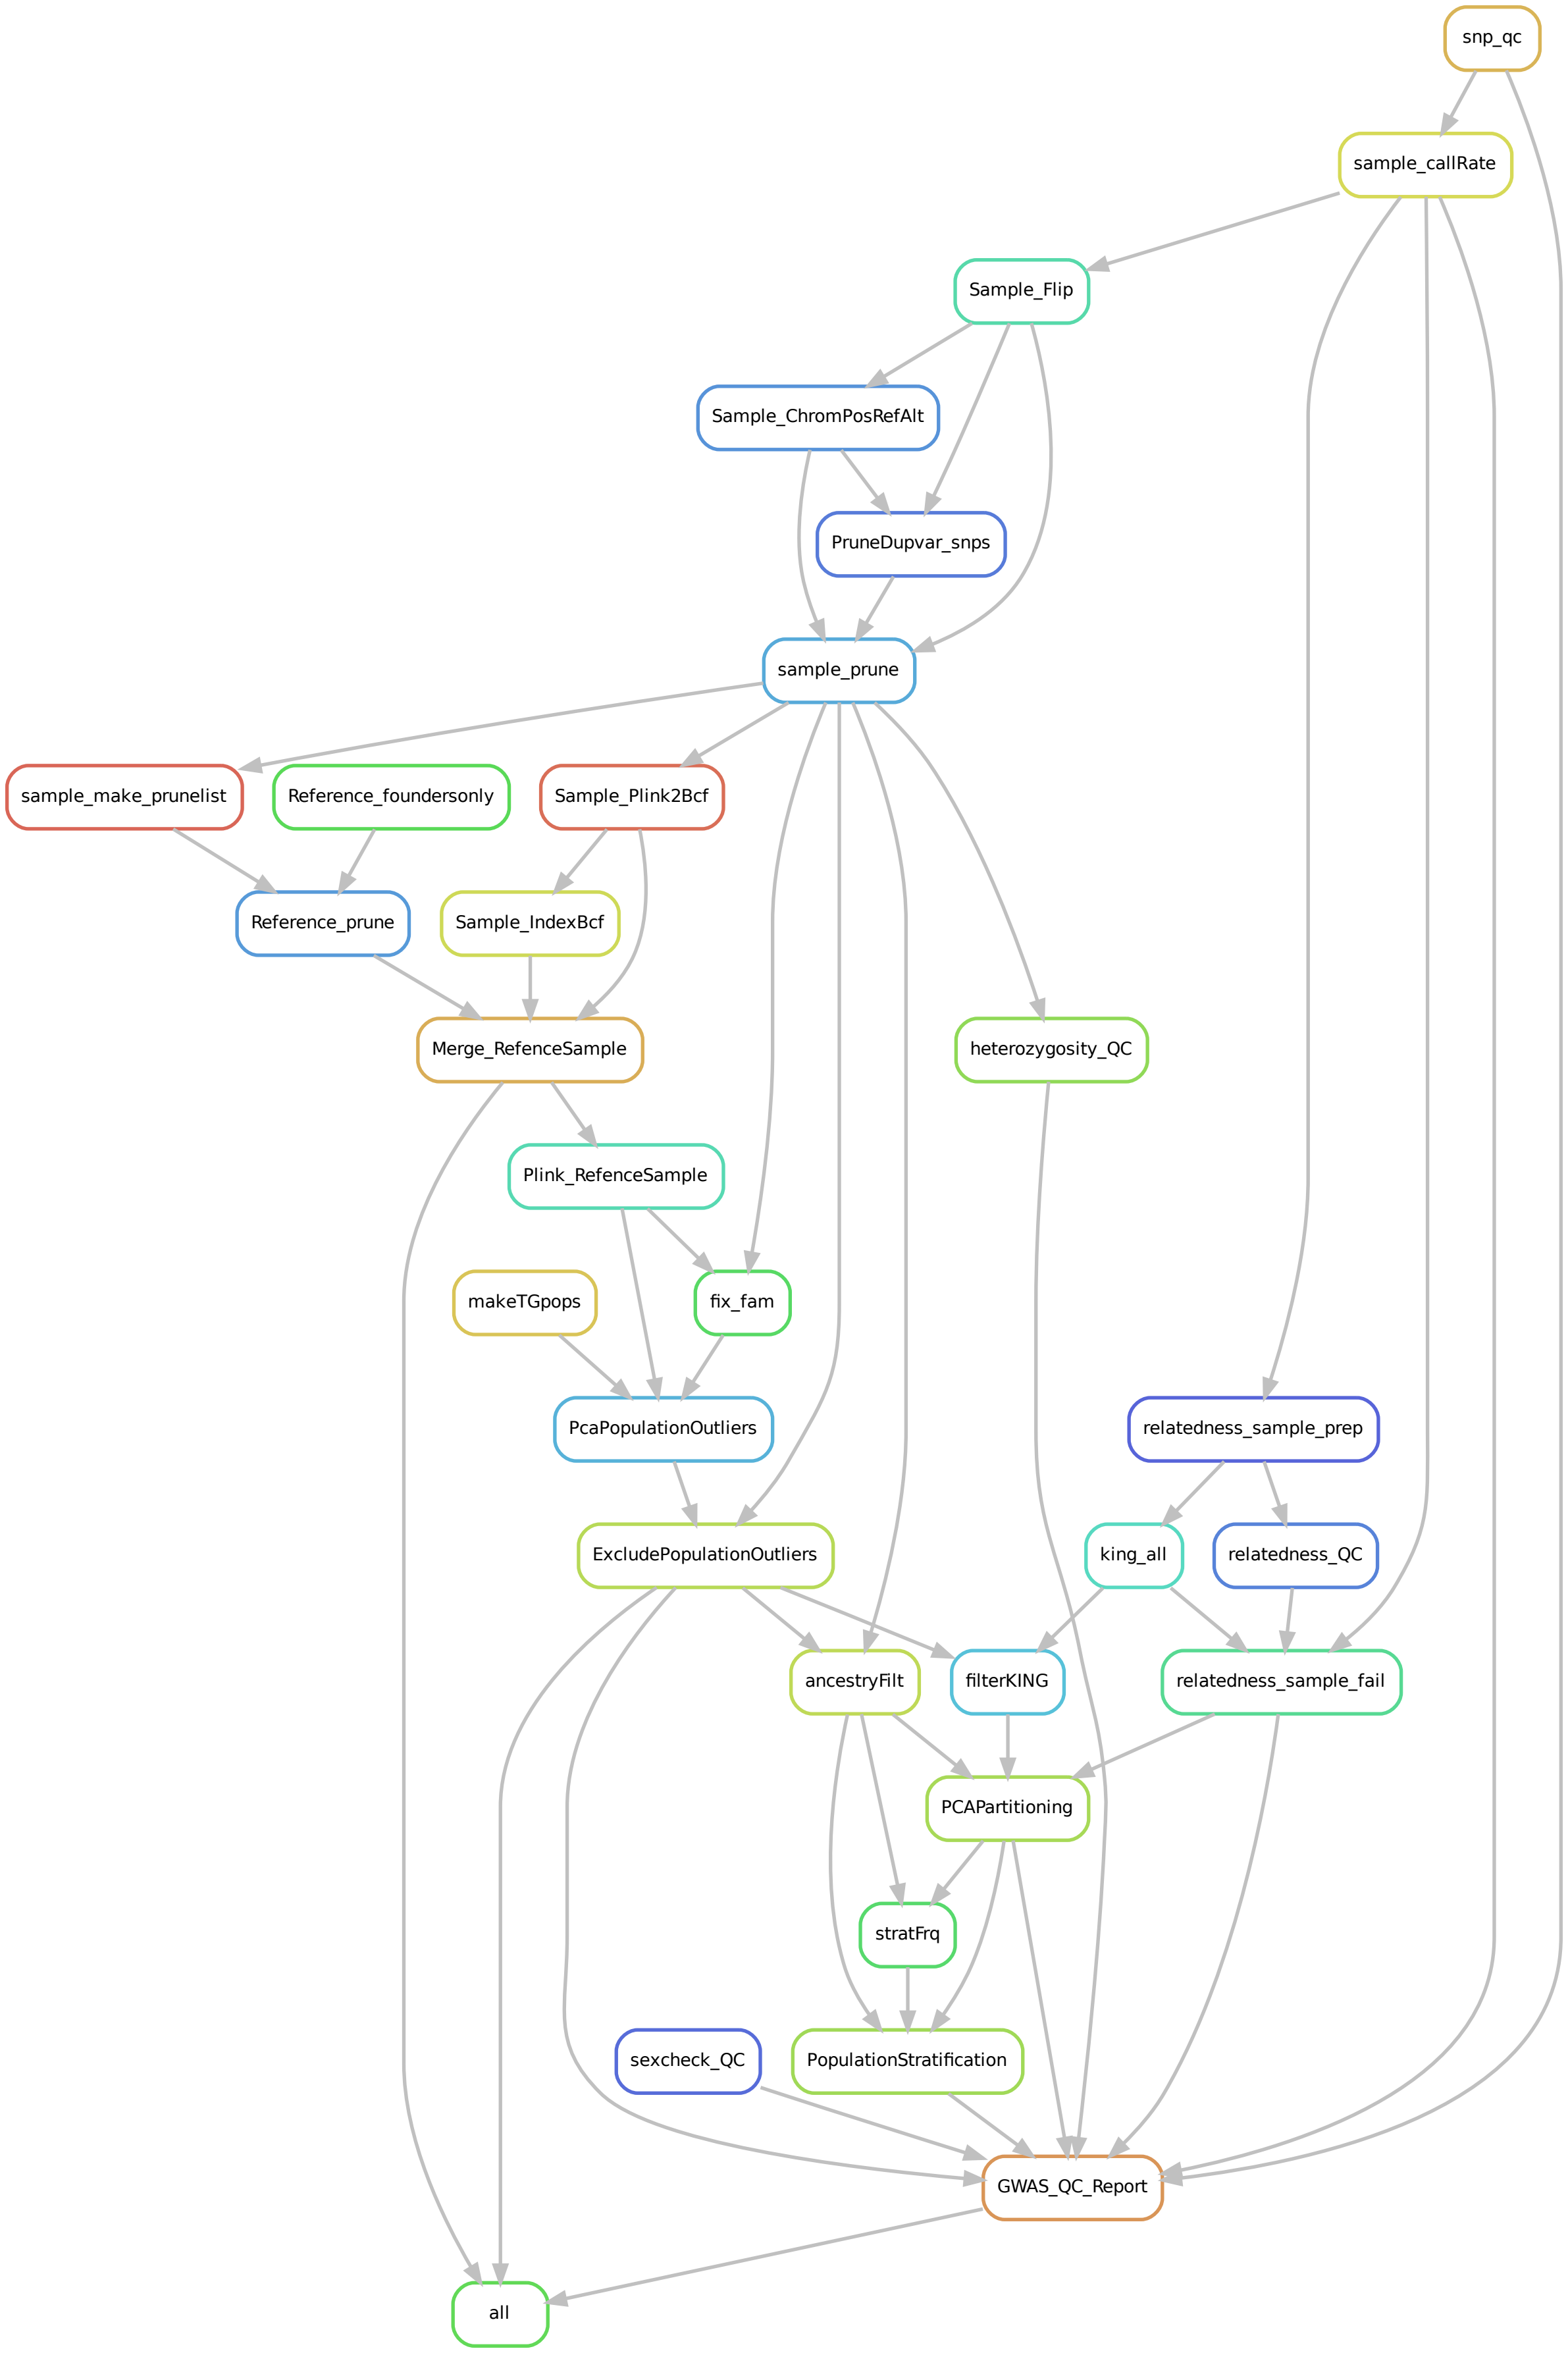 snp_qc
sample_callRate
Sample_Flip
Sample_ChromPosRefAlt
PruneDupvar_snps
sample_prune
sample_make_prunelist
Reference_foundersonly
Sample_Plink2Bcf
Reference_prune
Sample_IndexBcf
Merge_RefenceSample
heterozygosity_QC
Plink_RefenceSample
makeTGpops
fix_fam
PcaPopulationOutliers
relatedness_sample_prep
ExcludePopulationOutliers
king_all
relatedness_QC
ancestryFilt
filterKING
relatedness_sample_fail
PCAPartitioning
stratFrq
sexcheck_QC
PopulationStratification
GWAS_QC_Report
all